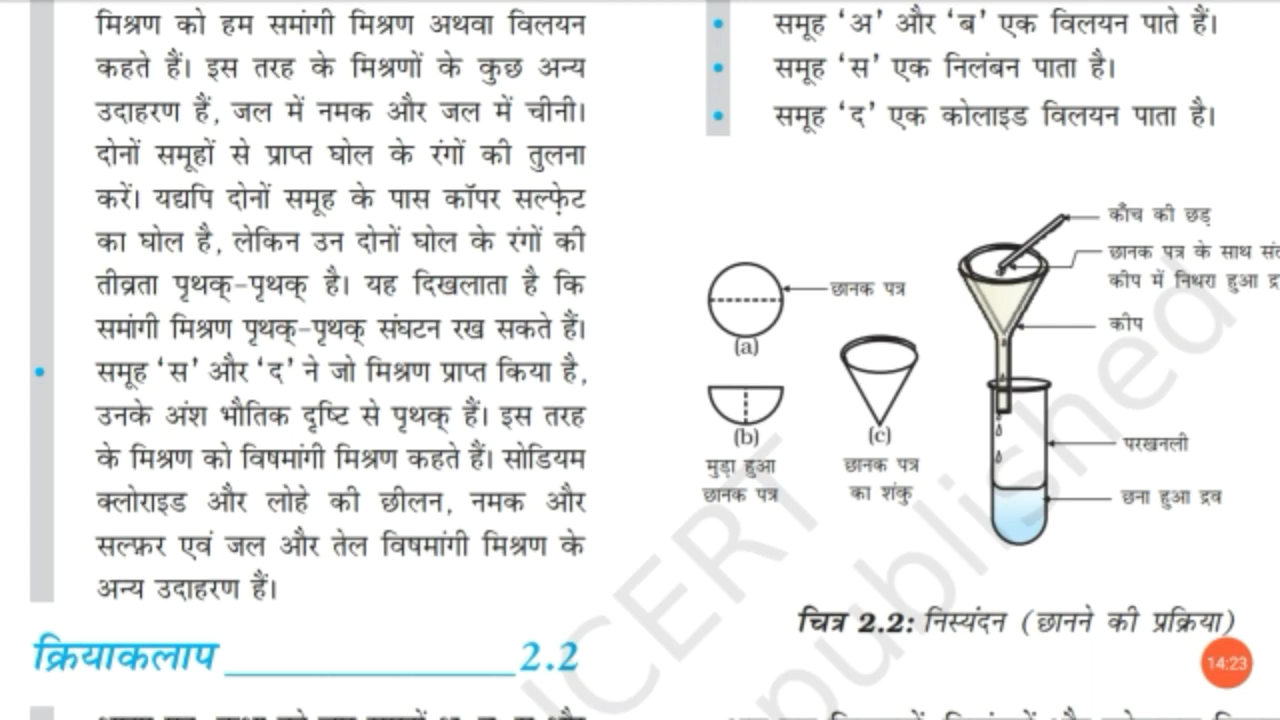 मिश्रण को हम समांगी मिश्रण अथवा विलयन
कहते हैं। इस तरह के मिश्रणों के कुछ अन्य
उदाहरण हैं, जल में नमक और जल में चीनी।
दोनों समूहों से प्राप्त घोल के रंगों की तुलना
करें। यद्यपि दोनों समूह के पास कॉपर सल्फ़ेट
का घोल है, लेकिन उन दोनों घोल के रंगों की
तीव्रता पृथक्-पृथक् है। यह दिखलाता है कि
समांगी मिश्रण पृथक्-पृथक् संघटन रख सकते हैं।
• समूह ‘स’ और ‘द’ ने जो मिश्रण प्राप्त किया है,
उनके अंश भौतिक दृष्टि से पृथक् हैं। इस तरह
के मिश्रण को विषमांगी मिश्रण कहते हैं। सोडियम
क्लोराइड और लोहे की छीलन, नमक और
सल्फ़र एवं जल और तेल विषमांगी मिश्रण के
अन्य उदाहरण हैं।
क्रियाकलाप 2.2
• समूह ‘अ’ और ‘ब’ एक विलयन पाते हैं।
• समूह ‘स’ एक निलंबन पाता है।
• समूह ‘द’ एक कोलाइड विलयन पाता है।
काँच की छड़
छानक पत्र के साथ
कीप में निथरा हुआ
कीप
छानक पत्र
(a)
(b)
मुड़ा हुआ
छानक पत्र
(c)
छानक पत्र
का शंकु
परखनली
छना हुआ द्रव
चित्र 2.2: निस्यंदन (छानने की प्रक्रिया)
14:23
NCERT
published